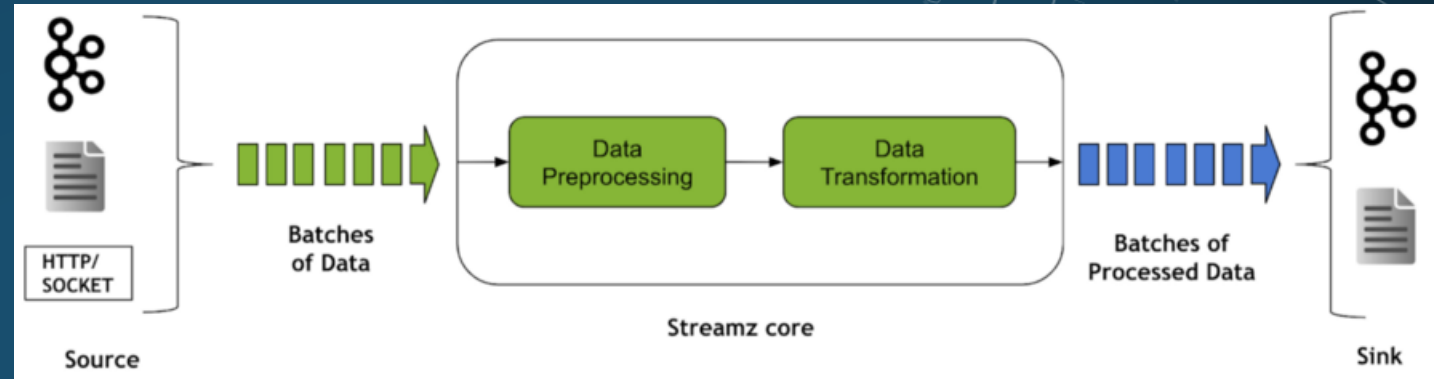 HTTP/
SOCKET
Source
Batches
of Data
Data
Preprocessing
Data
Transformation
Streamz core
Batches of
Processed Data
Sink